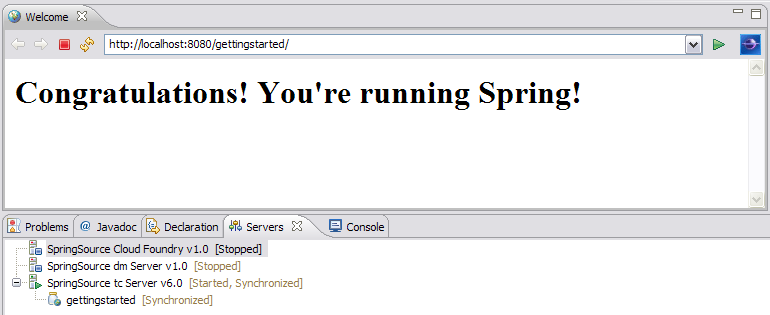 Welcome
http://localhost:8080/gettingstarted/
Congratulations! You're running Spring!
Problems @ Javadoc Declaration Servers Console
SpringSource Cloud Foundry v1.0 [Stopped]
SpringSource dm Server v1.0 [Stopped]
SpringSource tc Server v6.0 [Started, Synchronized]
gettingstarted [Synchronized]